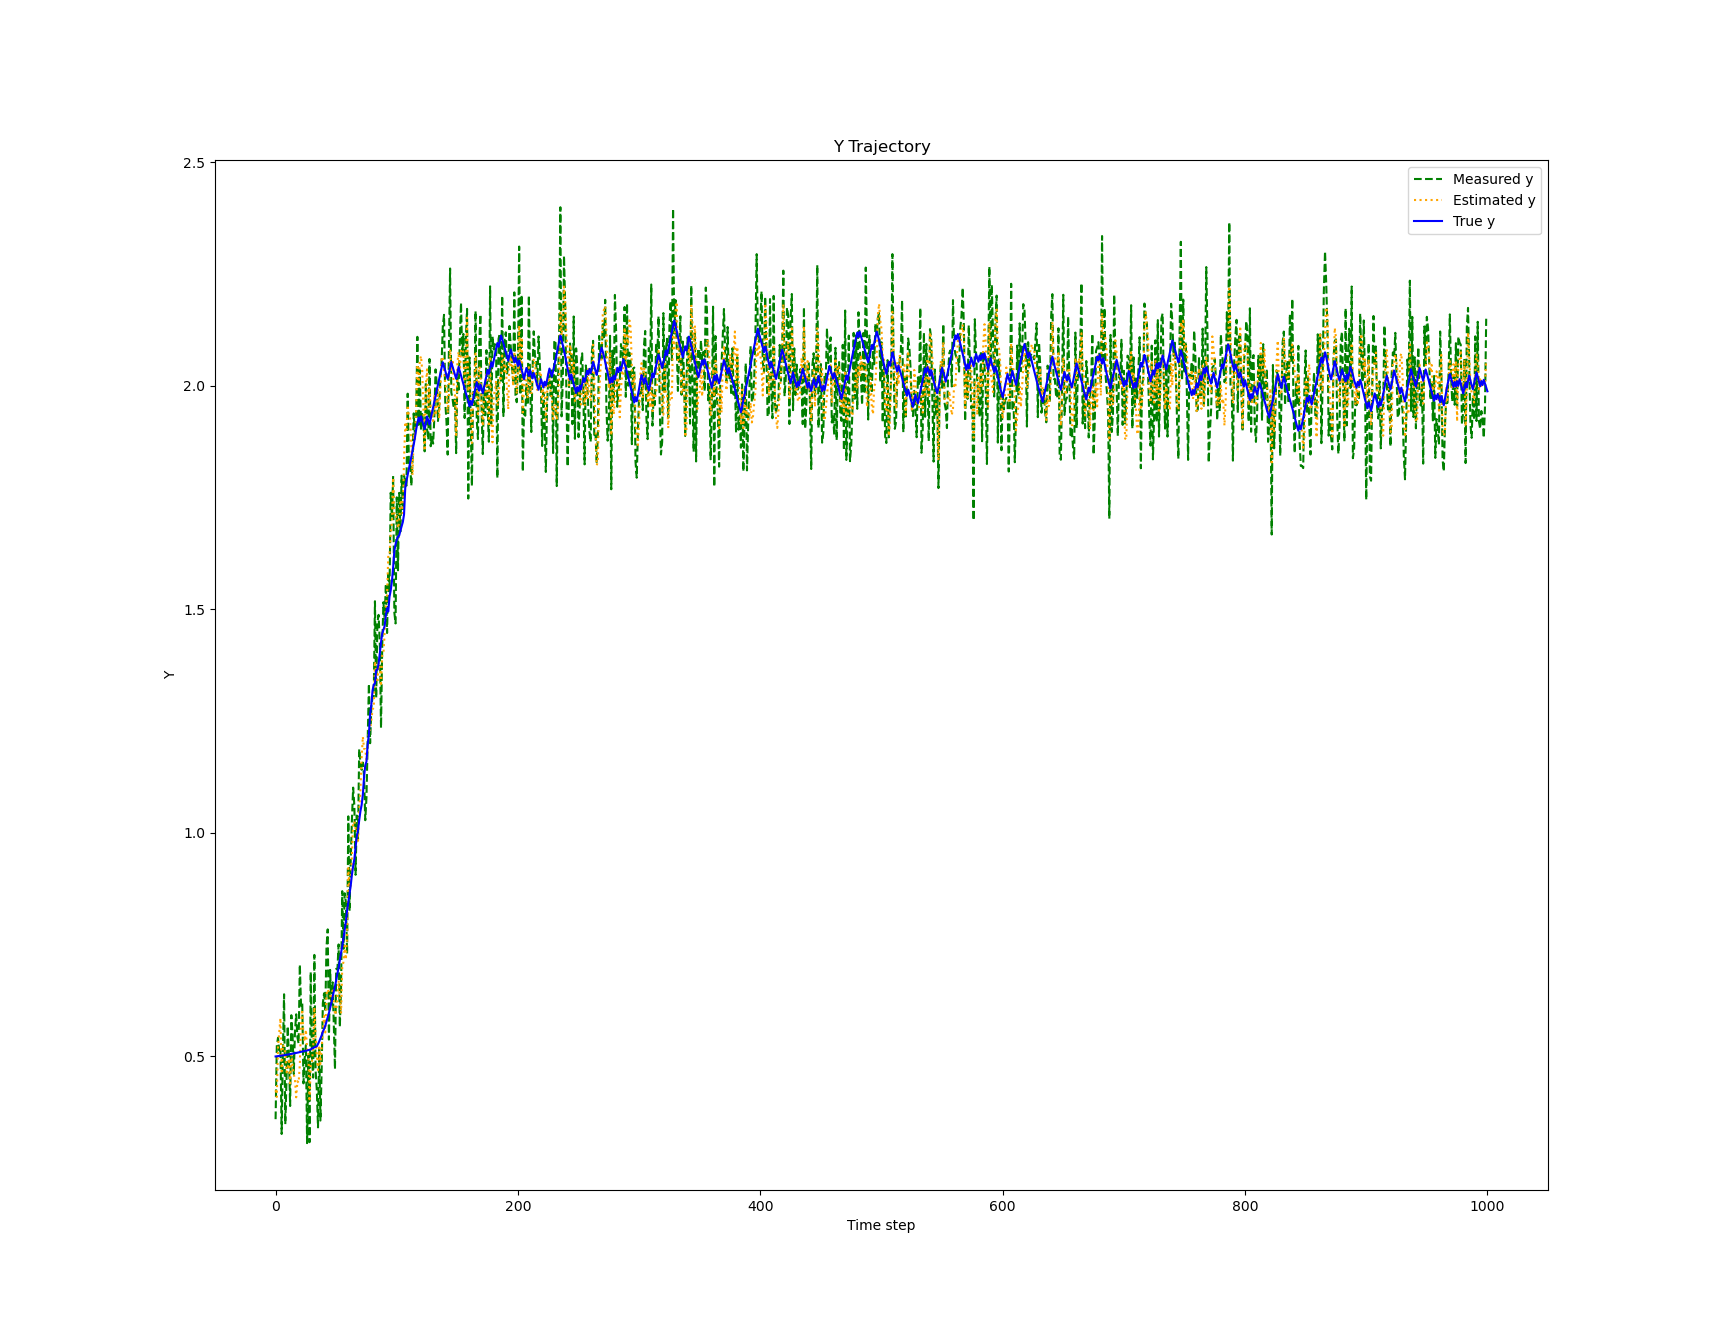 Y Trajectory
2.5
2.0
1.5
1.0
0.5
Y
Measured y
Estimated y
True y
0 200 400 600 800 1000
Time step